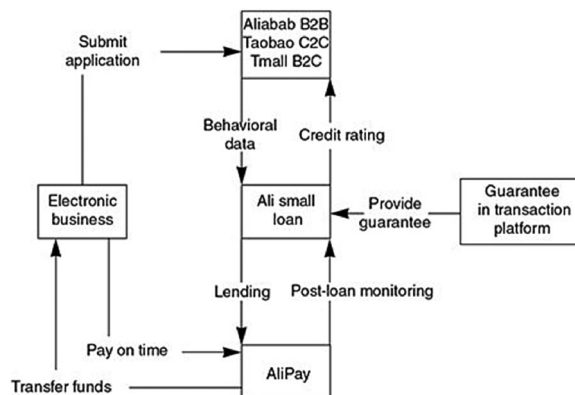 Aliabab B2B
Taobao C2C
Tmall B2C
Submit
application
Behavioral
data
Credit rating
Electronic
business
Ali small
loan
Provide
guarantee
Guarantee
in transaction
platform
Lending
Post-loan monitoring
Pay on time
AliPay
Transfer funds